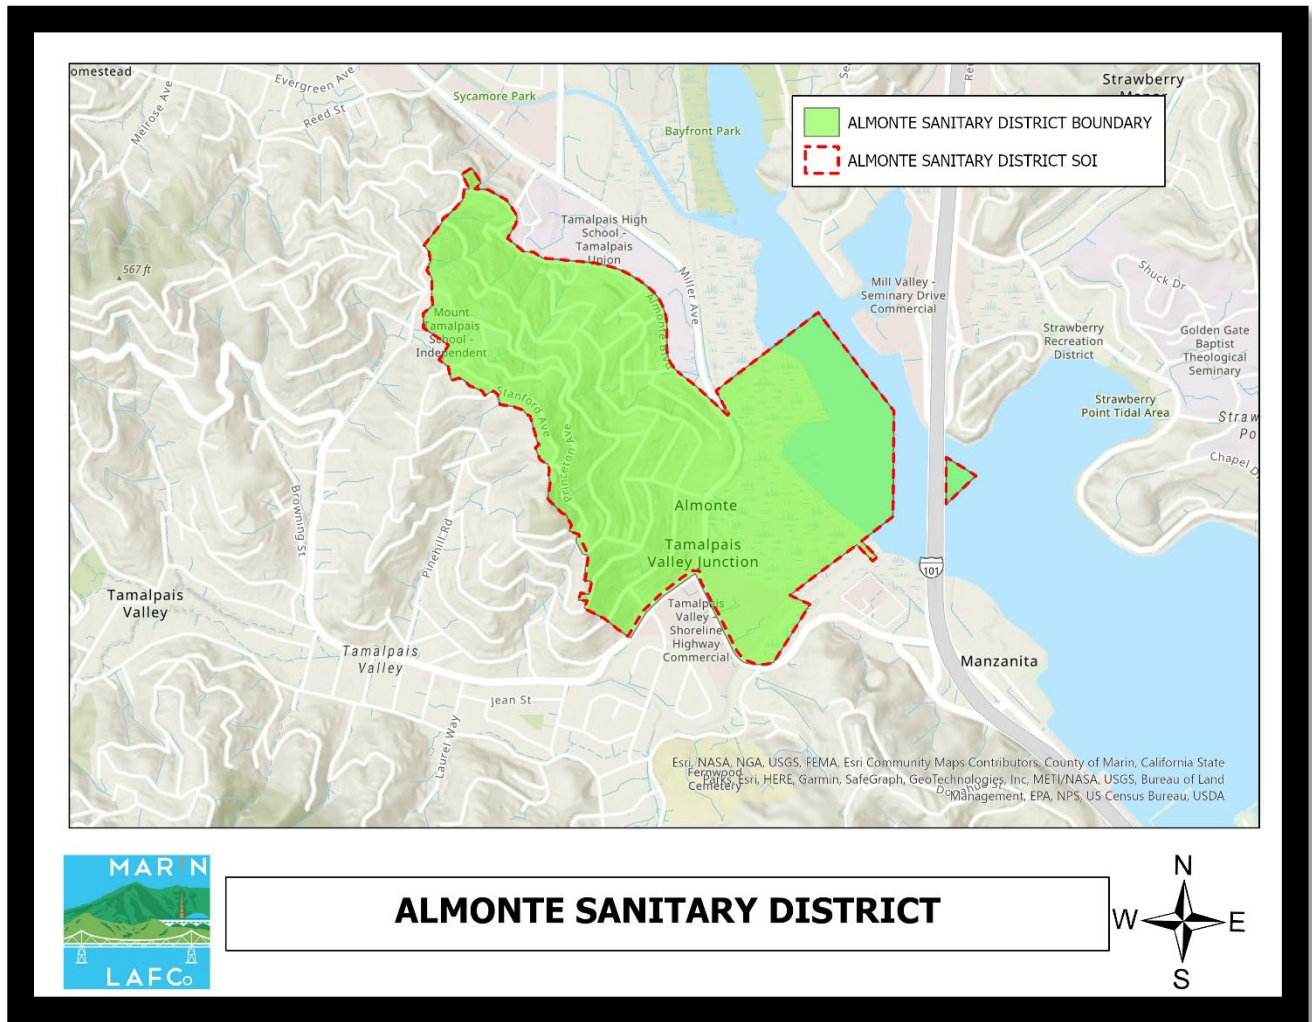 omestead
Evergreen Ave
Melrose Ave
Reed St
Sycamore Park
Bayfront Park
Strawberry
ALMONTE SANITARY DISTRICT BOUNDARY
ALMONTE SANITARY DISTRICT SOI
567 ft
Tamalpais High
School -
Tamalpais
Union
Miller Ave
Almonte Blvd
Mill Valley -
Seminary Drive
Commercial
Shuck Dr
Mount
Tamalpais
School -
Independent
Strawberry
Recreation
District
Golden Gate
Baptist
Theological
Seminary
Stanford Ave
Princeton Ave
Strawberry
Point Tidal Area
Straw
Po
Chapel D
Browning St
Pinehill Rd
Almonte
Tamalpais
Valley Junction
101
Tamalpais
Valley
Tamalpais
Valley -
Shoreline
Highway
Commercial
Tamalpais
Valley
Manzanita
Jean St
Laurel Way
Fernwood
Cemetery
Donahue St
Esri, NASA, NGA, USGS, FEMA, Esri Community Maps Contributors, County of Marin, California State
Parks, Esri, HERE, Garmin, SafeGraph, GeoTechnologies, Inc, METI/NASA, USGS, Bureau of Land
Management, EPA, NPS, US Census Bureau, USDA
MARIN
LAFCo
ALMONTE SANITARY DISTRICT
N
W
E
S